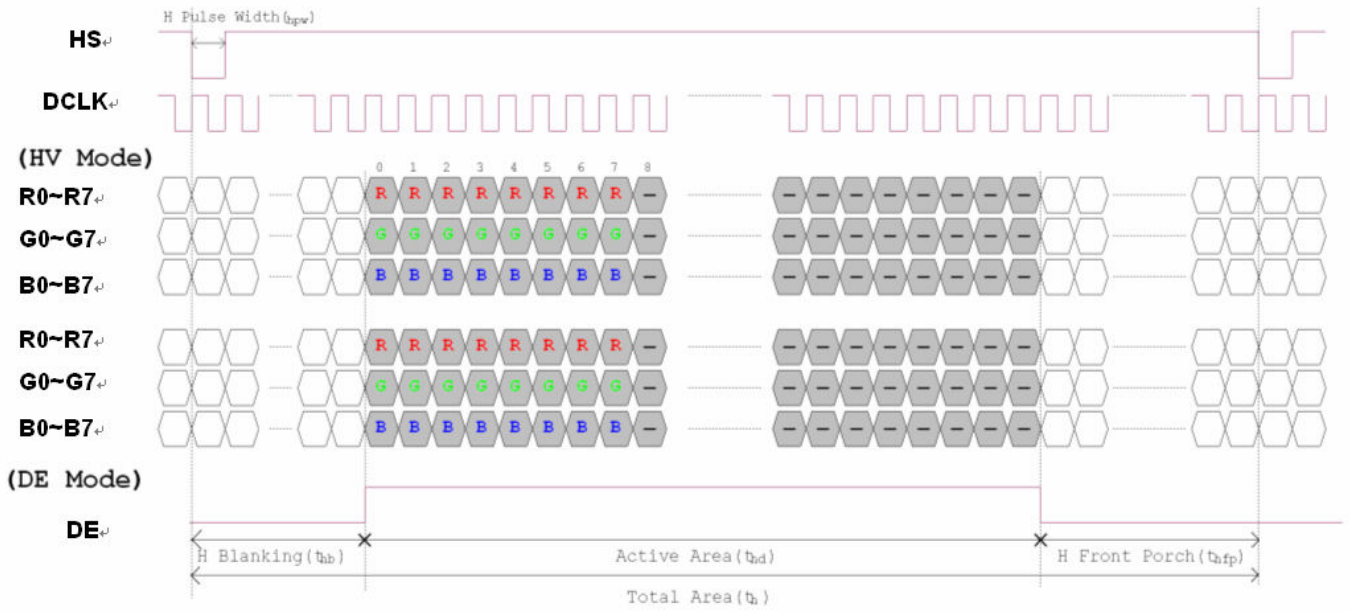 H Pulse Width(thpw)
HS
DCLK
(HV Mode)
0 1 2 3 4 5 6 7 8
R0~R7 R R R R R R R R - - - - - - - - -
G0~G7 G G G G G G G G - - - - - - - - -
B0~B7 B B B B B B B B - - - - - - - - -
R0~R7 R R R R R R R R - - - - - - - - -
G0~G7 G G G G G G G G - - - - - - - - -
B0~B7 B B B B B B B B - - - - - - - - -
(DE Mode)
DE
H Blanking(thb) Active Area(thd) H Front Porch(thfp)
Total Area(th)